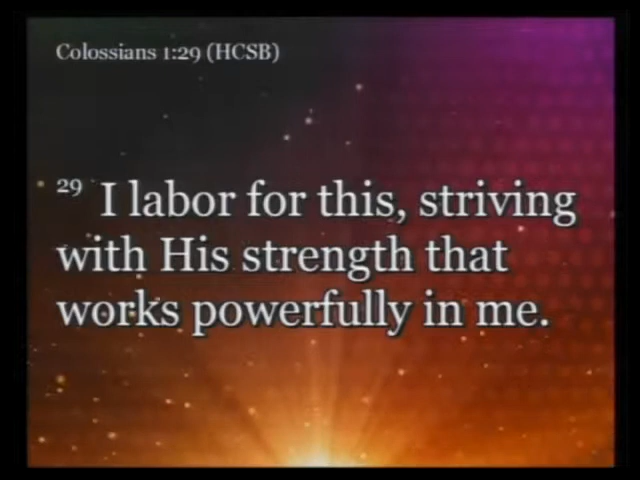 Colossians 1:29 (HCSB)
29 I labor for this, striving
with His strength that
works powerfully in me.